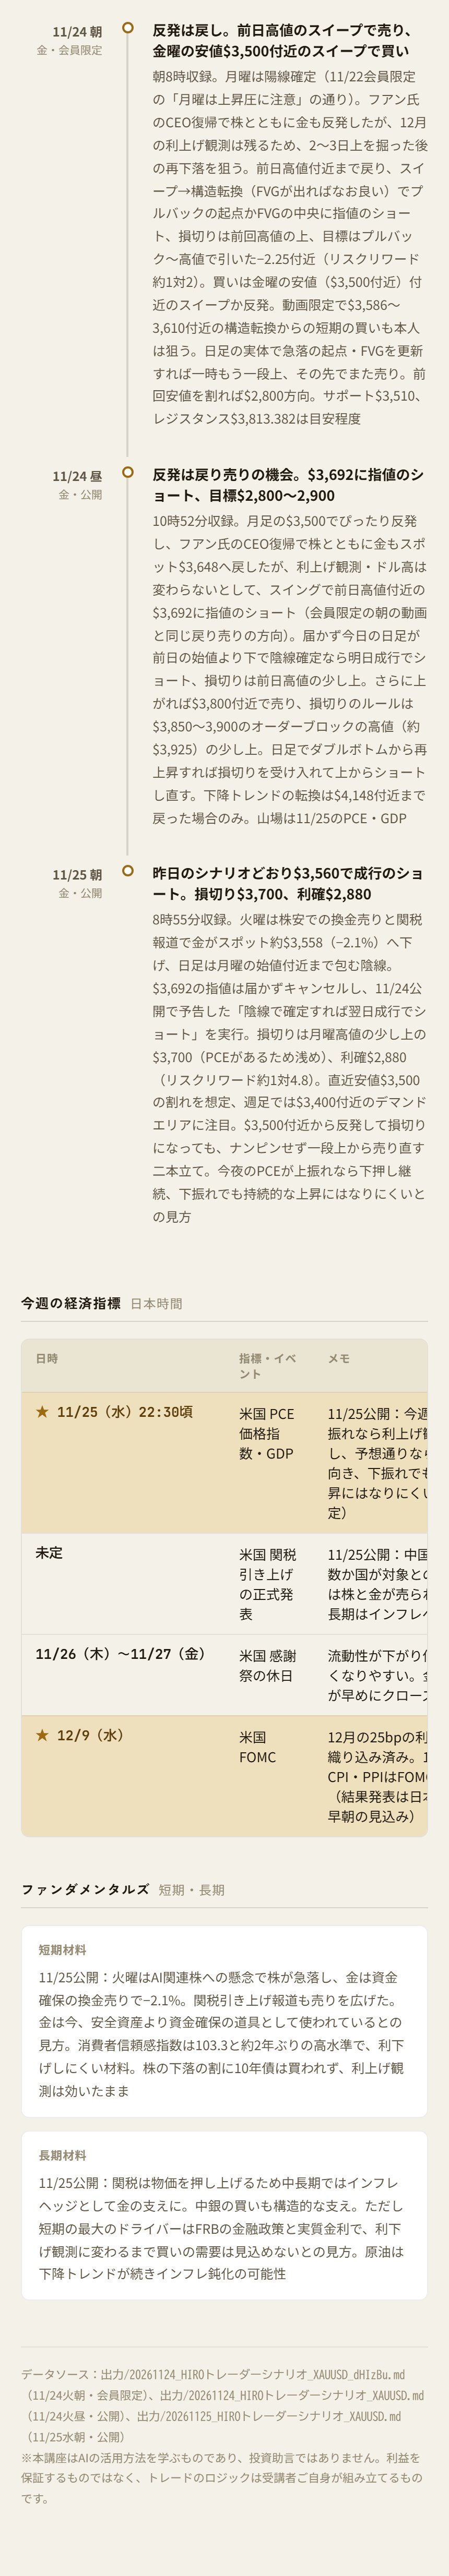 11/24 朝
金・会員限定
反発は戻し。前日高値のスイープで売り、
金曜の安値$3,500付近のスイープで買い
朝8時収録。月曜は陽線確定（11/22会員限定
の「月曜は上昇圧に注意」の通り）。フアン氏
のCEO復帰で株とともに金も反発したが、12月
の利上げ観測は残るため、2〜3日上を掘った後
の再下落を狙う。前日高値付近まで戻り、スイ
ープ→構造転換（FVGが出ればなお良い）でプ
ルバックの起点かFVGの中央に指値のショー
ト、損切りは前回高値の上、目標はプルバッ
ク〜高値で引いた−2.25付近（リスクリワード
約1対2）。買いは金曜の安値（$3,500付近）付
近のスイープか反発。動画限定で$3,586〜
3,610付近の構造転換からの短期の買いも本人
は狙う。日足の実体で急落の起点・FVGを更新
すれば一時もう一段上、その先でまた売り。前
回安値を割れば$2,800方向。サポート$3,510、
レジスタンス$3,813.382は目安程度
11/24 昼
金・公開
反発は戻り売りの機会。$3,692に指値のシ
ョート、目標$2,800〜2,900
10時52分収録。月足の$3,500でぴったり反発
し、フアン氏のCEO復帰で株とともに金もスポ
ット$3,648へ戻したが、利上げ観測・ドル高は
変わらないとして、スイングで前日高値付近の
$3,692に指値のショート（会員限定の朝の動画
と同じ戻り売りの方向）。届かず今日の日足が
前日の始値より下で陰線確定なら明日成行でシ
ョート、損切りは前日高値の少し上。さらに上
がれば$3,800付近で売り、損切りのルールは
$3,850〜3,900のオーダーブロックの高値（約
$3,925）の少し上。日足でダブルボトムから再
上昇すれば損切りを受け入れて上からショート
し直す。下降トレンドの転換は$4,148付近まで
戻った場合のみ。山場は11/25のPCE・GDP
11/25 朝
金・公開
昨日のシナリオどおり$3,560で成行のショ
ート。損切り$3,700、利確$2,880
8時55分収録。火曜は株安での換金売りと関税
報道で金がスポット約$3,558（−2.1%）へ下
げ、日足は月曜の始値付近まで包む陰線。
$3,692の指値は届かずキャンセルし、11/24公
開で予告した「陰線で確定すれば翌日成行でシ
ョート」を実行。損切りは月曜高値の少し上の
$3,700（PCEがあるため浅め）、利確$2,880
（リスクリワード約1対4.8）。直近安値$3,500
の割れを想定、週足では$3,400付近のデマンド
エリアに注目。$3,500付近から反発して損切り
になっても、ナンピンせず一段上から売り直す
二本立て。今夜のPCEが上振れなら下押し継
続、下振れでも持続的な上昇にはなりにくいと
の見方
今週の経済指標 日本時間
日時
指標・イベ
ント
メモ
★ 11/25（水）22:30頃
米国 PCE
価格指
数・GDP
11/25公開：今週
振れなら利上げ
し、予想通りな
向き、下振れでも
昇にはなりにくい
定）
未定
米国 関税
引き上げ
の正式発
表
11/25公開：中国
数か国が対象との
は株と金が売られ
長期はインフレヘ
11/26（木）〜11/27（金）
米国 感謝
祭の休日
流動性が下がり
くなりやすい。
が早めにクロー
★ 12/9（水）
米国
FOMC
12月の25bpの利
織り込み済み。1
CPI・PPIはFOM
（結果発表は日本
早朝の見込み）
ファンダメンタルズ 短期・長期
短期材料
11/25公開：火曜はAI関連株への懸念で株が急落し、金は資金
確保の換金売りで−2.1%。関税引き上げ報道も売りを広げた。
金は今、安全資産より資金確保の道具として使われているとの
見方。消費者信頼感指数は103.3と約2年ぶりの高水準で、利下
げしにくい材料。株の下落の割に10年債は買われず、利上げ観
測は効いたまま
長期材料
11/25公開：関税は物価を押し上げるため中長期ではインフレ
ヘッジとして金の支えに。中銀の買いも構造的な支え。ただし
短期の最大のドライバーはFRBの金融政策と実質金利で、利下
げ観測に変わるまで買いの需要は見込めないとの見方。原油は
下降トレンドが続きインフレ鈍化の可能性
データソース：出力/20261124_HIROトレーダーシナリオ_XAUUSD_dHIzBu.md
（11/24火朝・会員限定）、出力/20261124_HIROトレーダーシナリオ_XAUUSD.md
（11/24火昼・公開）、出力/20261125_HIROトレーダーシナリオ_XAUUSD.md
（11/25水朝・公開）
※本講座はAIの活用方法を学ぶものであり、投資助言ではありません。利益を
保証するものではなく、トレードのロジックは受講者ご自身が組み立てるもの
です。